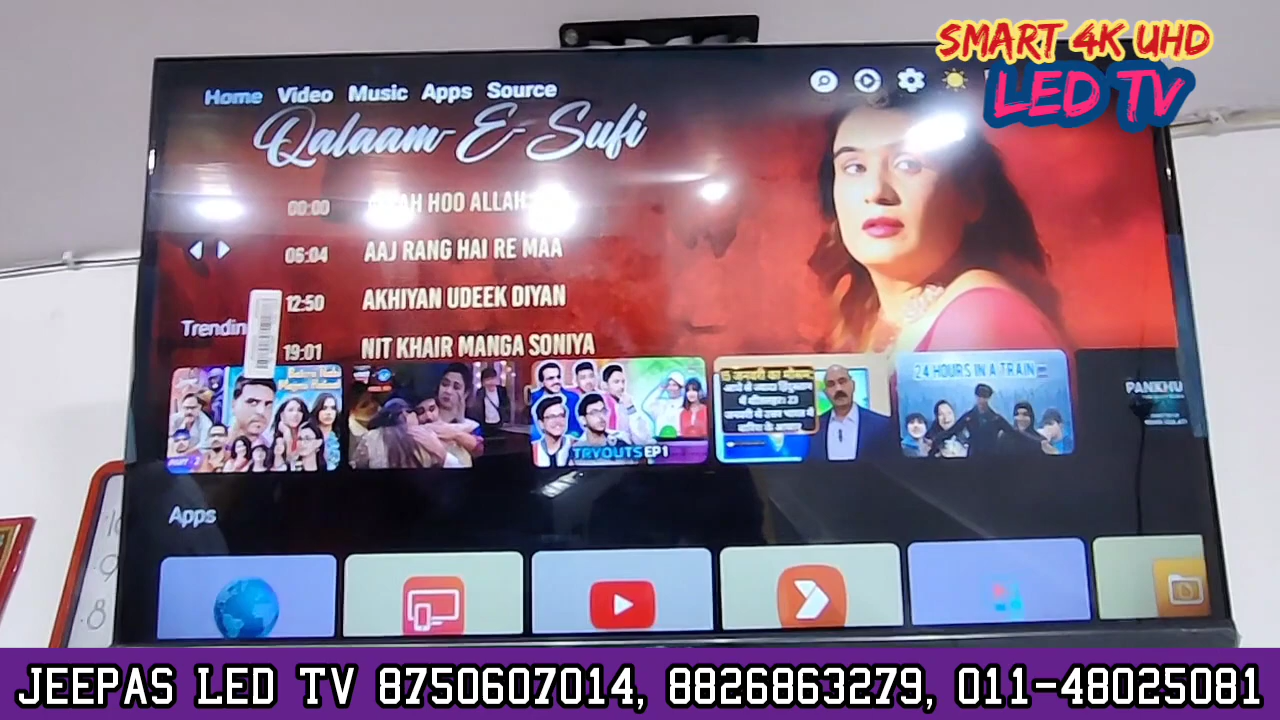 SMART 4K UHD
LED TV
Home Video Music Apps Source
Qalaam-E-Sufi
00:00 HOO ALLAH
06:04 AAJ RANG HAI RE MAA
12:50 AKHIYAN UDEEK DIYAN
Trendin
19:01 NIT KHAIR MANGA SONIYA
TRYOUTS EP1
24 HOURS IN A TRAIN
PANKHU
Apps
9
8
JEEPAS LED TV 8750607014, 8826863279, 011-48025081